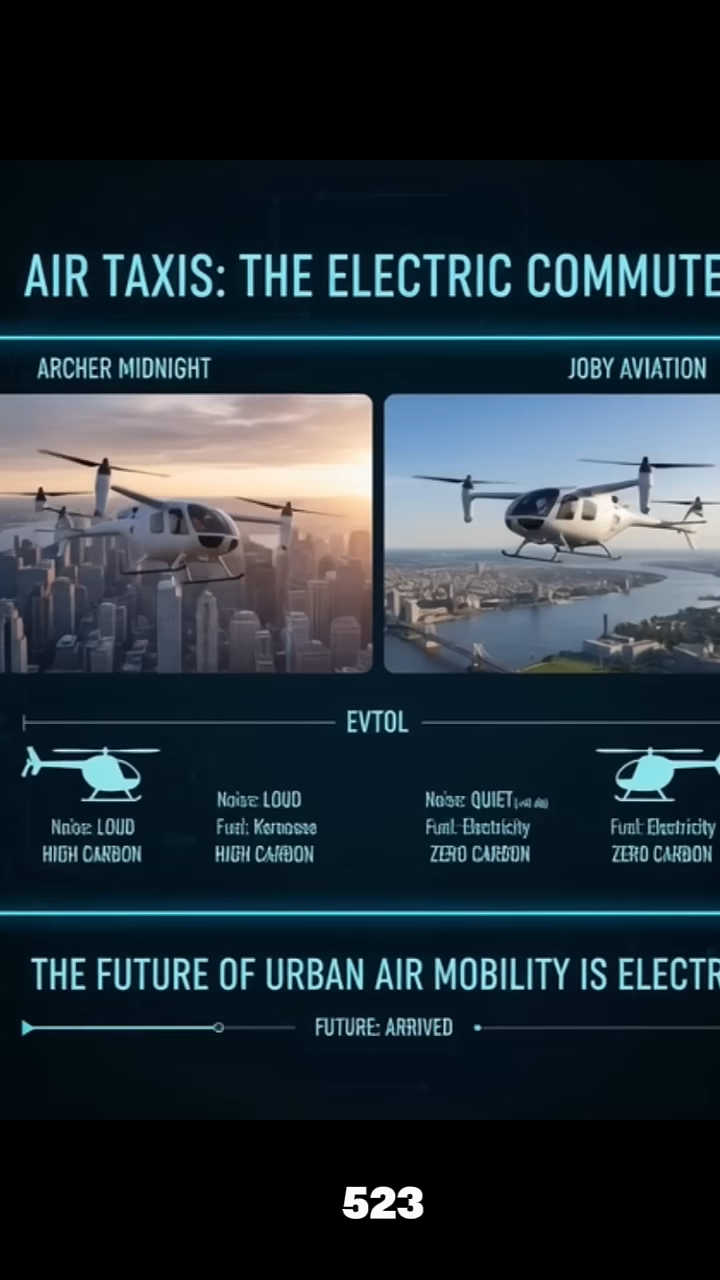 AIR TAXIS: THE ELECTRIC COMMUTE
ARCHER MIDNIGHT
JOBY AVIATION
EVTOL
Noise: LOUD
HIGH CARBON
Noise: LOUD
Fuel: Kerosene
HIGH CARBON
Noise: QUIET
Fuel: Electricity
ZERO CARBON
Fuel: Electricity
ZERO CARBON
THE FUTURE OF URBAN AIR MOBILITY IS ELECTR
FUTURE: ARRIVED
523